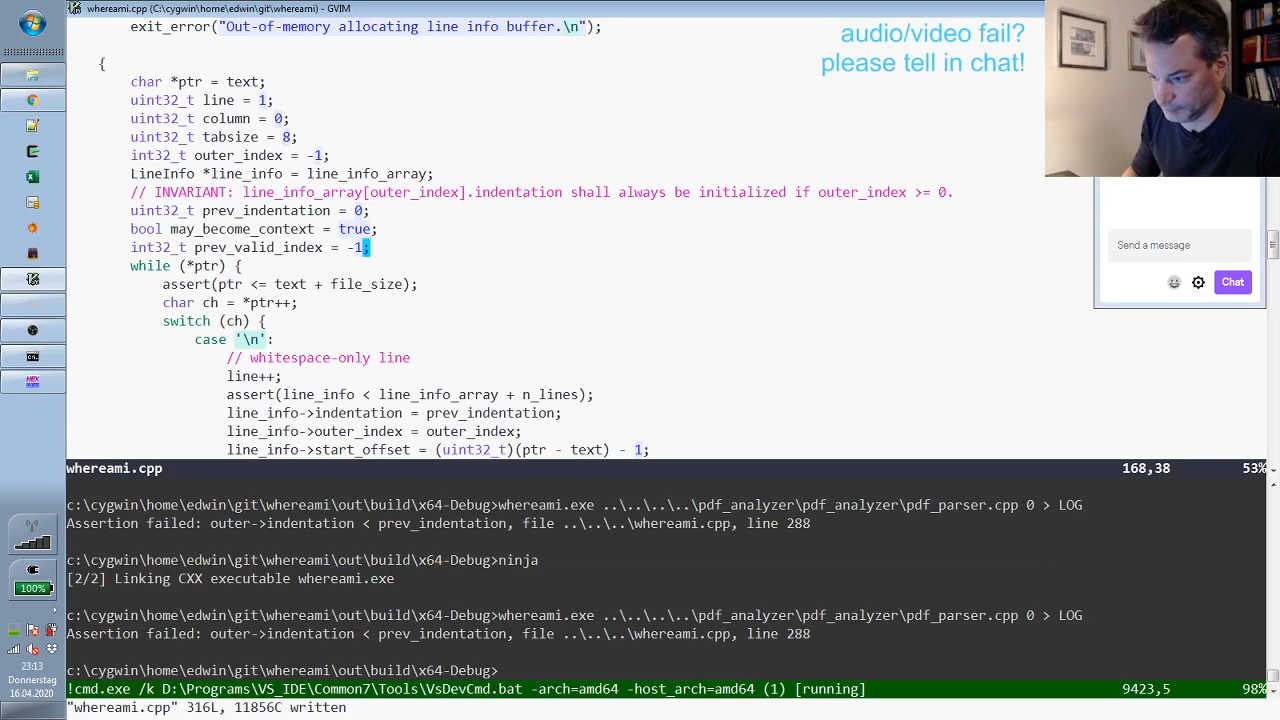 whereami.cpp (C:\cygwin\home\edwin\git\whereami) - GVIM
exit_error("Out-of-memory allocating line info buffer.\n");
audio/video fail?
please tell in chat!
{
char *ptr = text;
uint32_t line = 1;
uint32_t column = 0;
uint32_t tabsize = 8;
int32_t outer_index = -1;
LineInfo *line_info = line_info_array;
// INVARIANT: line_info_array[outer_index].indentation shall always be initialized if outer_index >= 0.
uint32_t prev_indentation = 0;
bool may_become_context = true;
int32_t prev_valid_index = -1;
while (*ptr) {
assert(ptr <= text + file_size);
char ch = *ptr++;
switch (ch) {
case '\n':
// whitespace-only line
line++;
assert(line_info < line_info_array + n_lines);
line_info->indentation = prev_indentation;
line_info->outer_index = outer_index;
line_info->start_offset = (uint32_t)(ptr - text) - 1;
Send a message
Chat
whereami.cpp 168,38 53%
c:\cygwin\home\edwin\git\whereami\out\build\x64-Debug>whereami.exe ..\..\..\..\pdf_analyzer\pdf_analyzer\pdf_parser.cpp 0 > LOG
Assertion failed: outer->indentation < prev_indentation, file ..\..\..\whereami.cpp, line 288
c:\cygwin\home\edwin\git\whereami\out\build\x64-Debug>ninja
[2/2] Linking CXX executable whereami.exe
c:\cygwin\home\edwin\git\whereami\out\build\x64-Debug>whereami.exe ..\..\..\..\pdf_analyzer\pdf_analyzer\pdf_parser.cpp 0 > LOG
Assertion failed: outer->indentation < prev_indentation, file ..\..\..\whereami.cpp, line 288
c:\cygwin\home\edwin\git\whereami\out\build\x64-Debug>
!cmd.exe /k D:\Programs\VS_IDE\Common7\Tools\VsDevCmd.bat -arch=amd64 -host_arch=amd64 (1) [running] 9423,5 98%
"whereami.cpp" 316L, 11856C written
HEX
100%
23:13
Donnerstag
16.04.2020